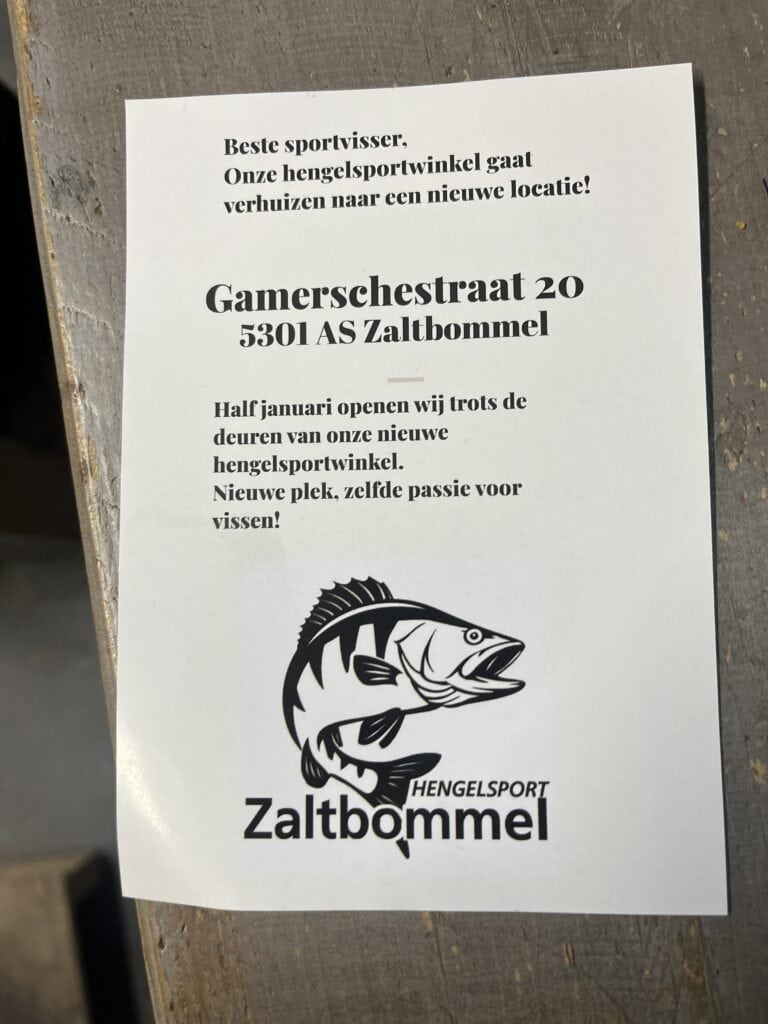 Beste sportvisser,
Onze hengelsportwinkel gaat
verhuizen naar een nieuwe locatie!
Gamerschestraat 20
5301 AS Zaltbommel
Half januari openen wij trots de
deuren van onze nieuwe
hengelsportwinkel.
Nieuwe plek, zelfde passie voor
vissen!
HENGELSPORT
Zaltbommel